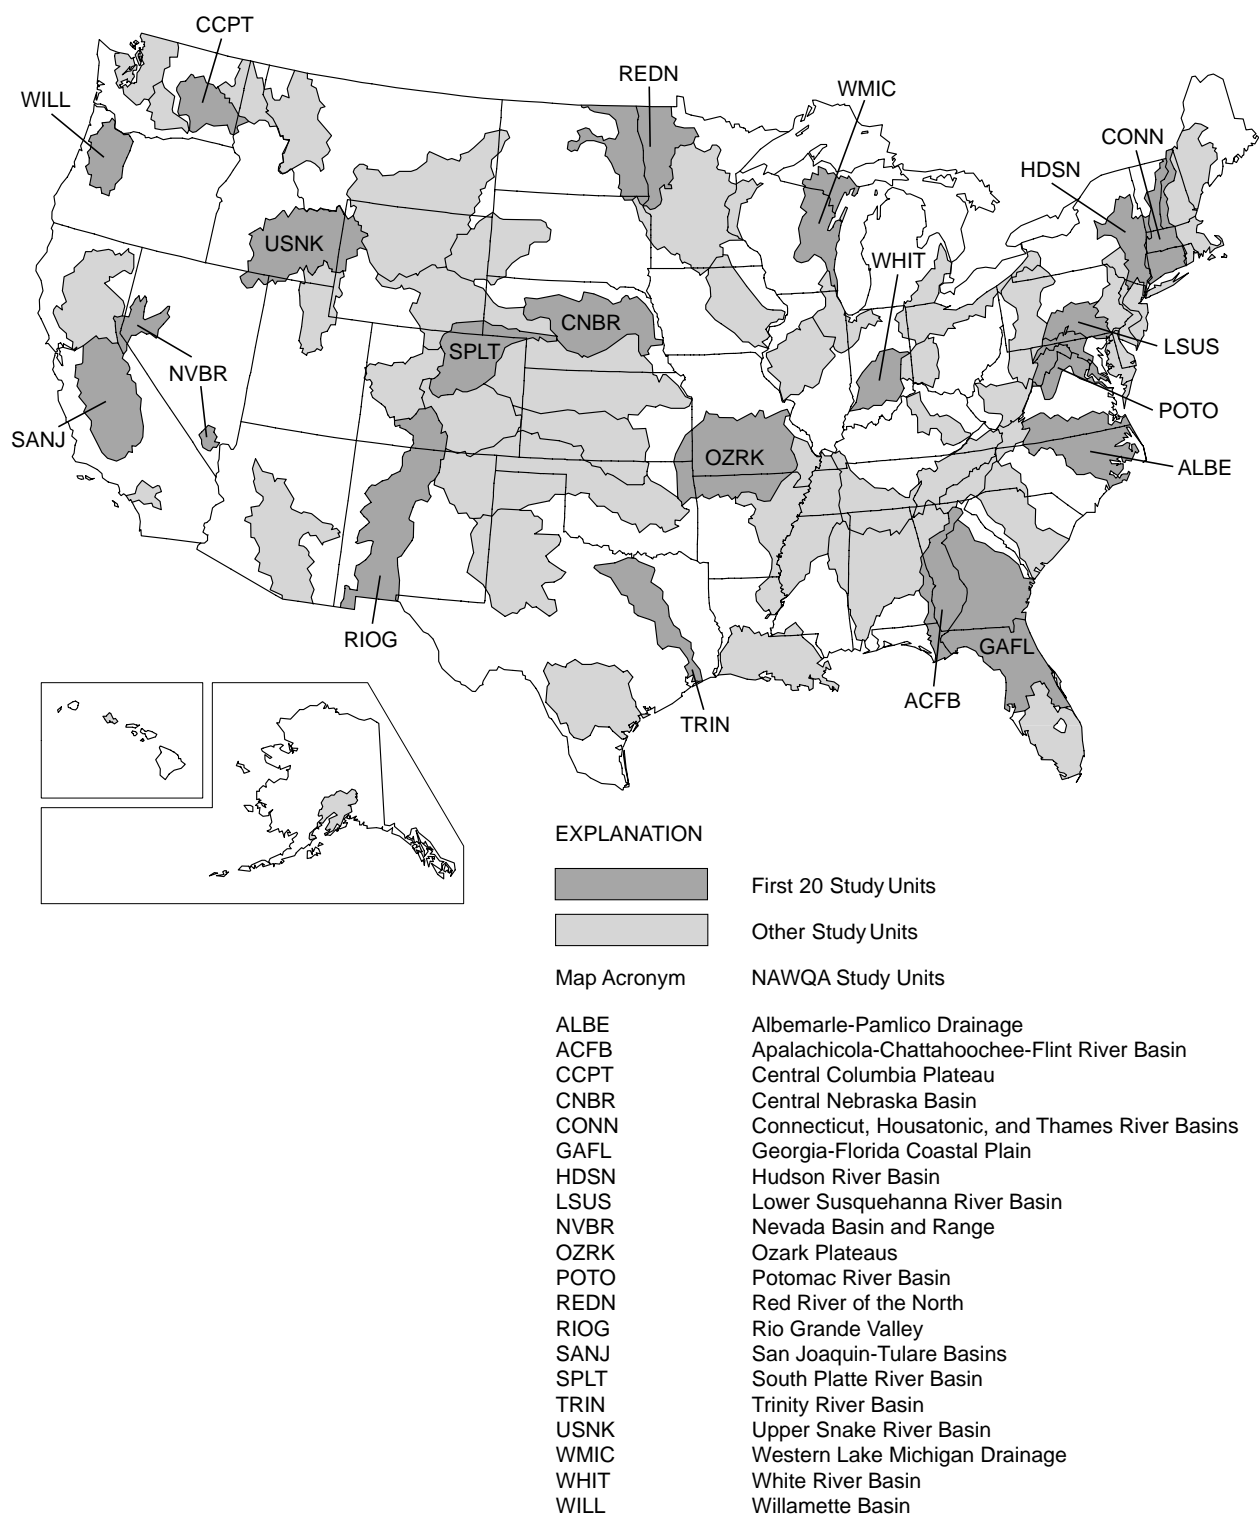 CCPT
REDN
WMIC
WILL
CONN
HDSN
USNK
WHIT
CNBR
SPLT
LSUS
NVBR
POTO
SANJ
OZRK
ALBE
RIOG
GAFL
ACFB
TRIN
EXPLANATION
First 20 Study Units
Other Study Units
Map Acronym NAWQA Study Units
ALBE Albemarle-Pamlico Drainage
ACFB Apalachicola-Chattahoochee-Flint River Basin
CCPT Central Columbia Plateau
CNBR Central Nebraska Basin
CONN Connecticut, Housatonic, and Thames River Basins
GAFL Georgia-Florida Coastal Plain
HDSN Hudson River Basin
LSUS Lower Susquehanna River Basin
NVBR Nevada Basin and Range
OZRK Ozark Plateaus
POTO Potomac River Basin
REDN Red River of the North
RIOG Rio Grande Valley
SANJ San Joaquin-Tulare Basins
SPLT South Platte River Basin
TRIN Trinity River Basin
USNK Upper Snake River Basin
WMIC Western Lake Michigan Drainage
WHIT White River Basin
WILL Willamette Basin